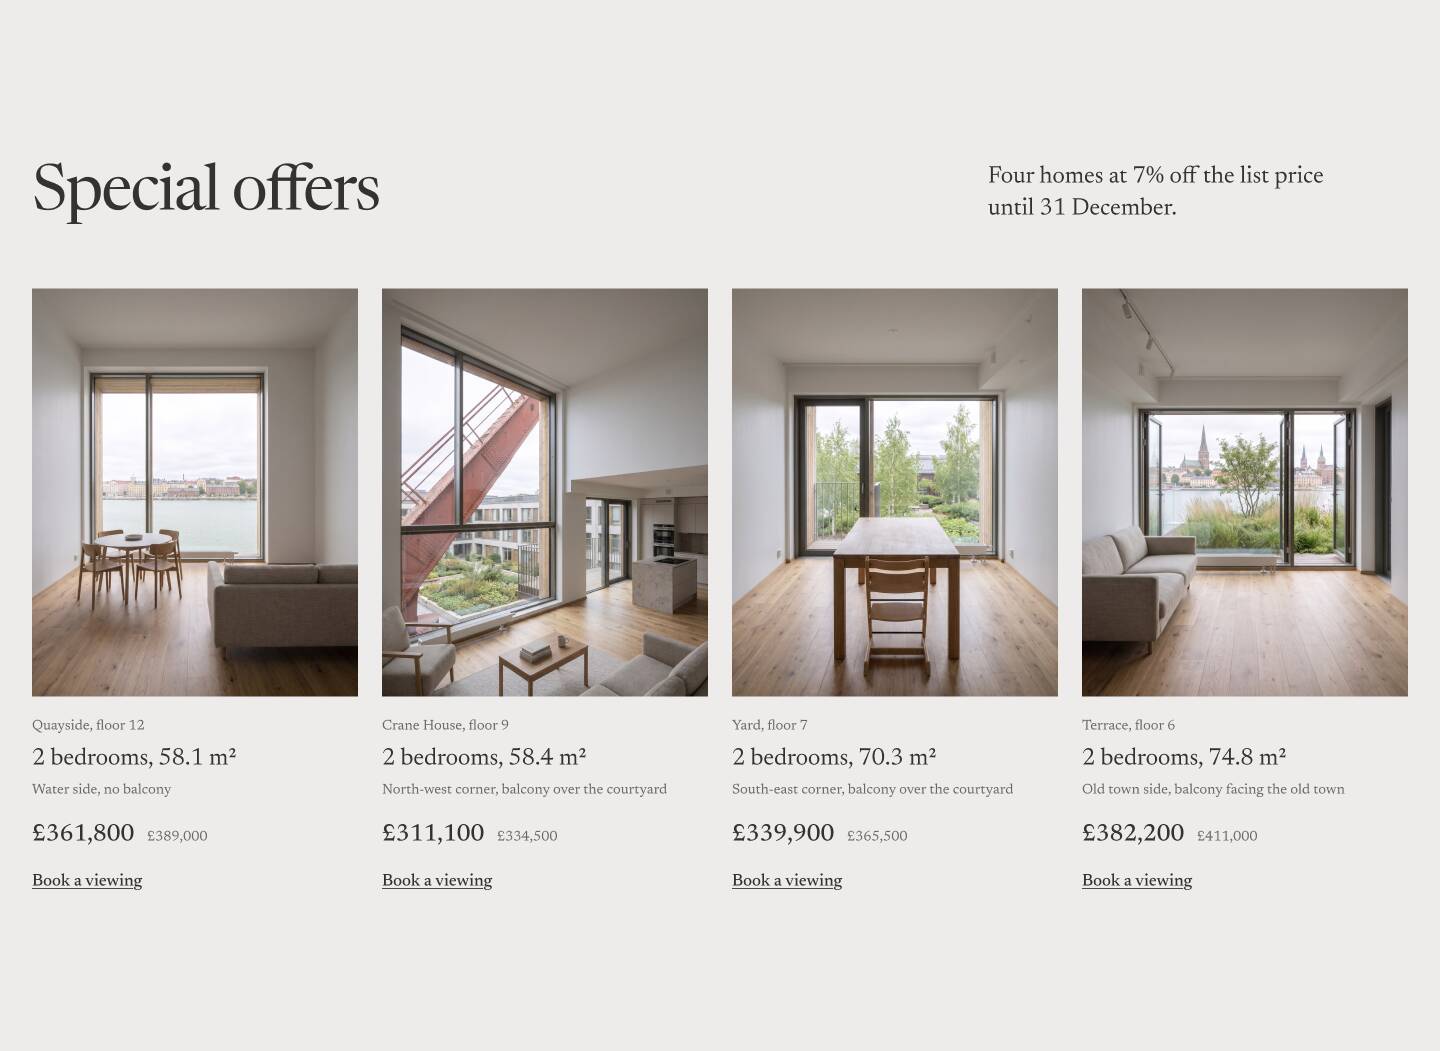 Special offers
Four homes at 7% off the list price
until 31 December.
Quayside, floor 12
2 bedrooms, 58.1 m²
Water side, no balcony
£361,800 £389,000
Book a viewing
Crane House, floor 9
2 bedrooms, 58.4 m²
North-west corner, balcony over the courtyard
£311,100 £334,500
Book a viewing
Yard, floor 7
2 bedrooms, 70.3 m²
South-east corner, balcony over the courtyard
£339,900 £365,500
Book a viewing
Terrace, floor 6
2 bedrooms, 74.8 m²
Old town side, balcony facing the old town
£382,200 £411,000
Book a viewing